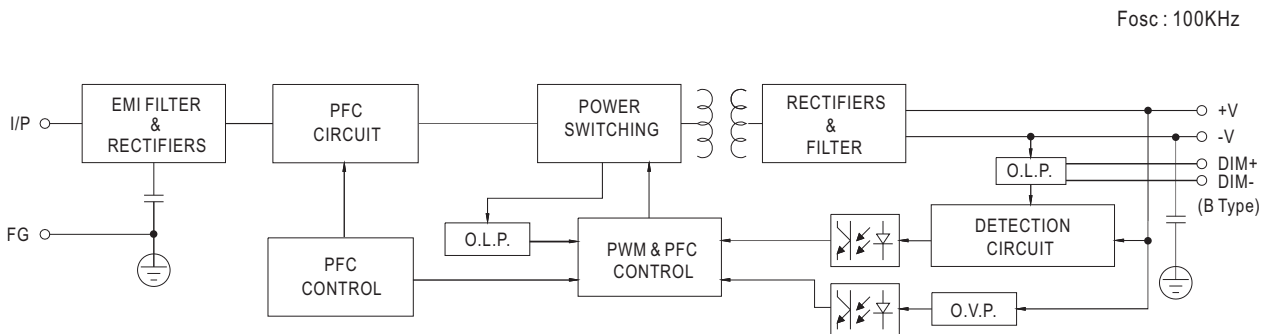 Fosc : 100KHz
I/P
EMI FILTER
&
RECTIFIERS
PFC
CIRCUIT
POWER
SWITCHING
RECTIFIERS
&
FILTER
+V
-V
O.L.P.
DIM+
DIM-
(B Type)
FG
O.L.P.
PFC
CONTROL
PWM & PFC
CONTROL
DETECTION
CIRCUIT
O.V.P.